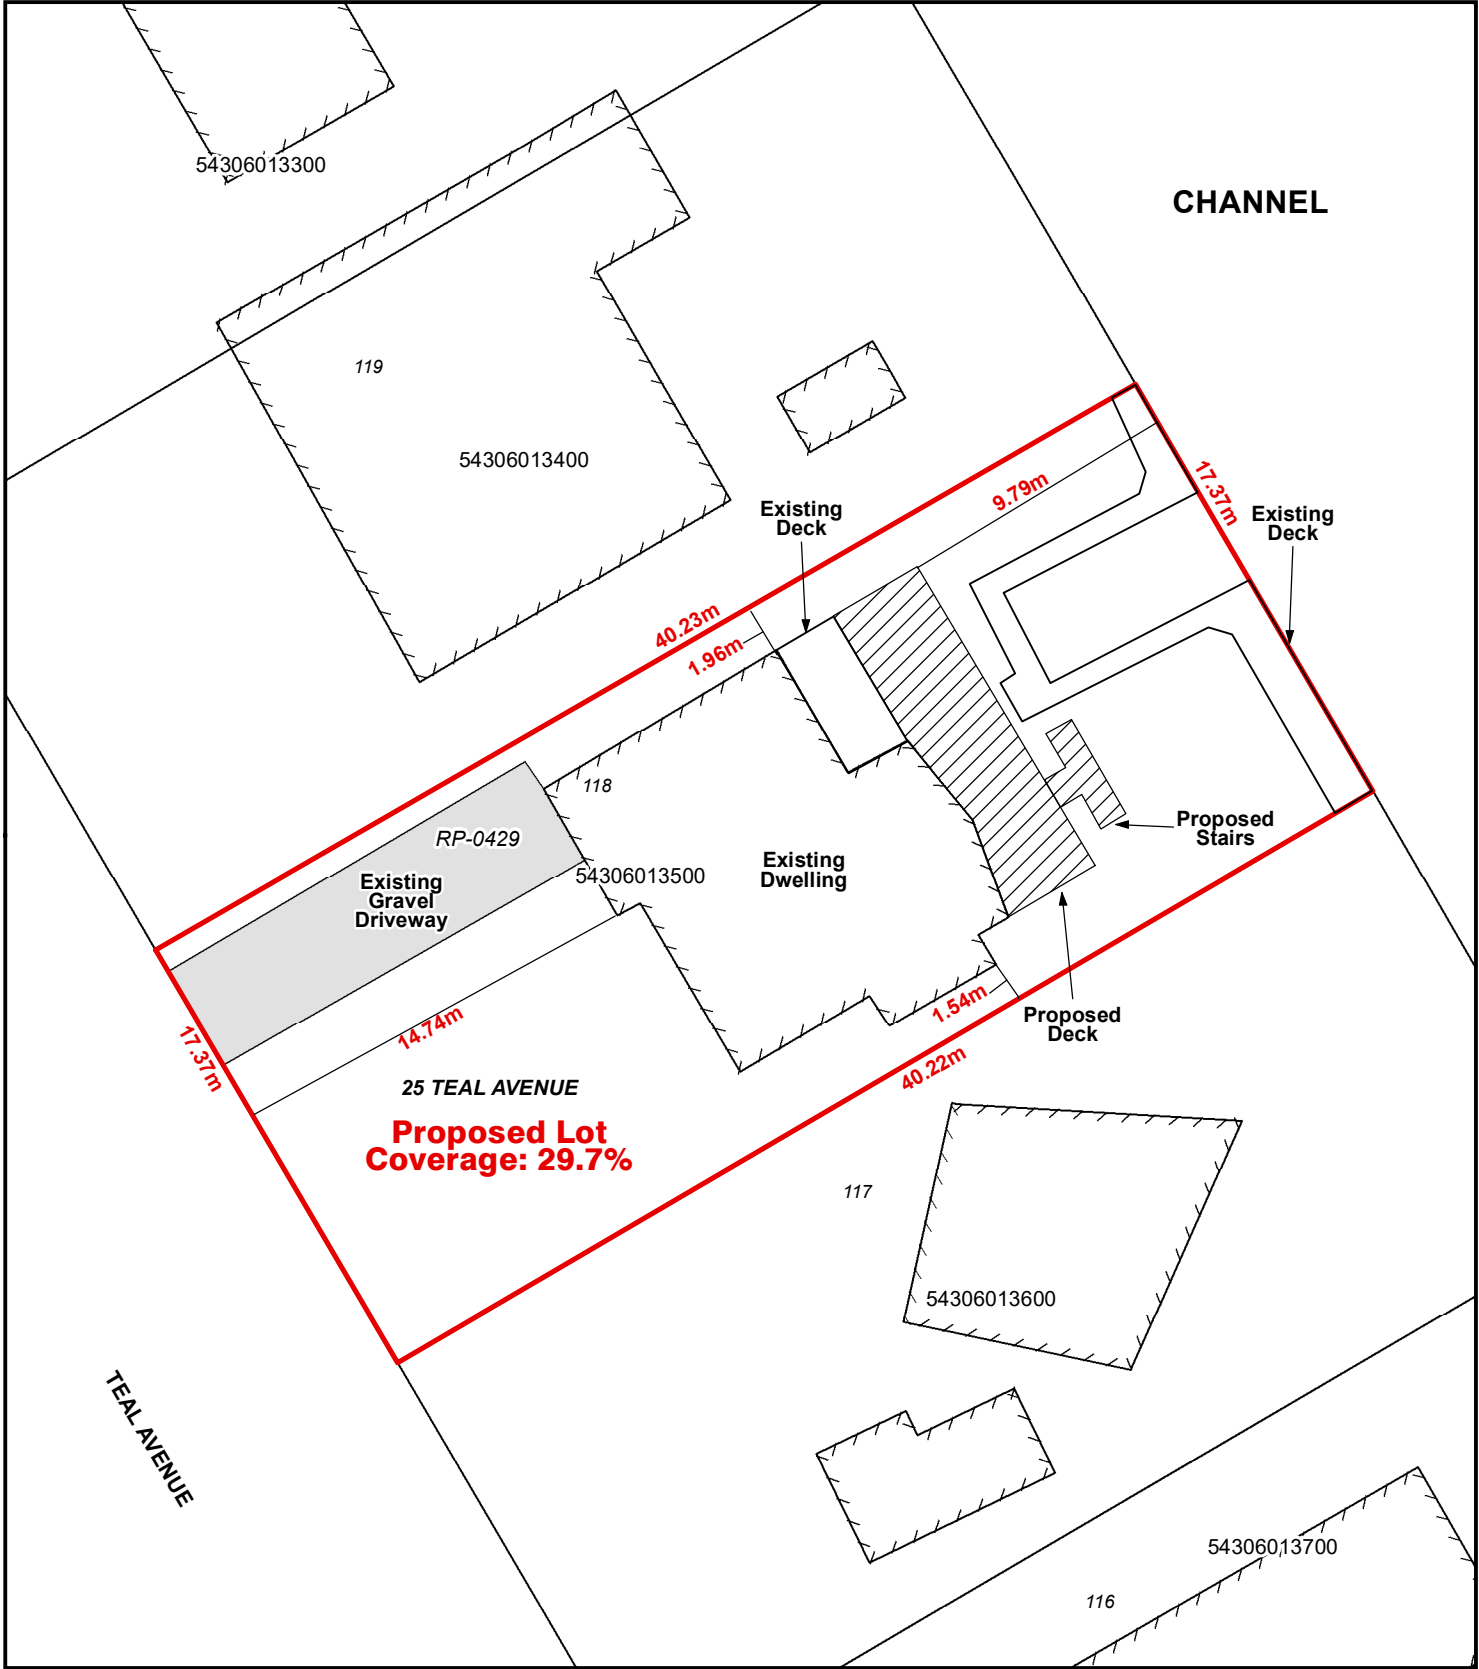 54306013300
CHANNEL
119
54306013400
9.79m
17.37m
Existing
Deck
Existing
Deck
40.23m
1.96m
118
RP-0429
Existing
Gravel
Driveway
54306013500
Existing
Dwelling
Proposed
Stairs
1.54m
Proposed
Deck
14.74m
17.37m
40.22m
25 TEAL AVENUE
Proposed Lot
Coverage: 29.7%
117
54306013600
TEAL AVENUE
54306013700
116